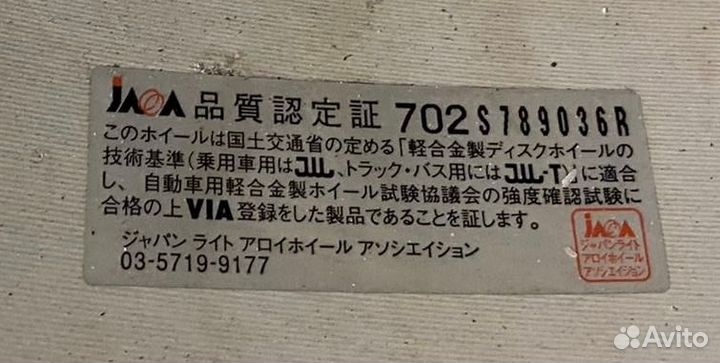 JAWA 品質認定証 702 S789036R
このホイールは国土交通省の定める「軽合金製ディスクホイールの
技術基準（乗用車用はJWL、トラック・バス用にはJWL-T）」に適合
し、自動車用軽合金製ホイール試験協議会の強度確認試験に
合格の上VIA登録をした製品であることを証します。
ジャパン ライト アロイホイール アソシエイション
03-5719-9177
JAWA
ジャパンライト
アロイホイール
アソシエイション
Avito